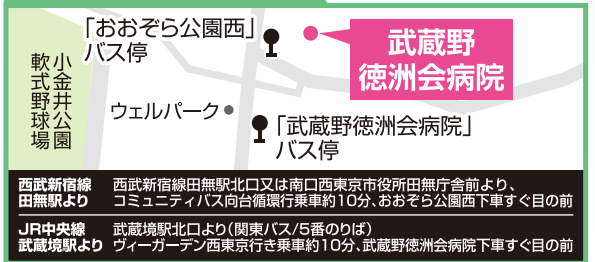 「おおぞら公園西」
バス停
武蔵野
徳洲会病院
小金井公園
軟式野球場
ウェルパーク
「武蔵野徳洲会病院」
バス停
西武新宿線
田無駅より
西武新宿線田無駅北口又は南口西東京市役所田無庁舎前より、
コミュニティバス向台循環行乗車約10分、おおぞら公園西下車すぐ目の前
JR中央線
武蔵境駅より
武蔵境駅北口より（関東バス/5番のりば）
ヴィーガーデン西東京行き乗車約10分、武蔵野徳洲会病院下車すぐ目の前